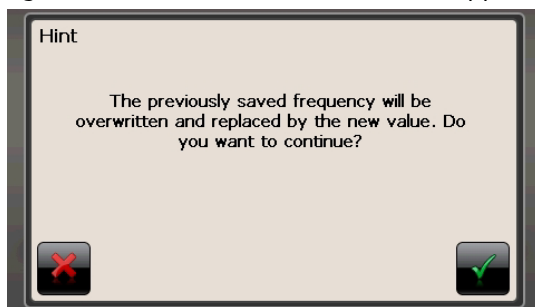 Hint
The previously saved frequency will be
overwritten and replaced by the new value. Do
you want to continue?